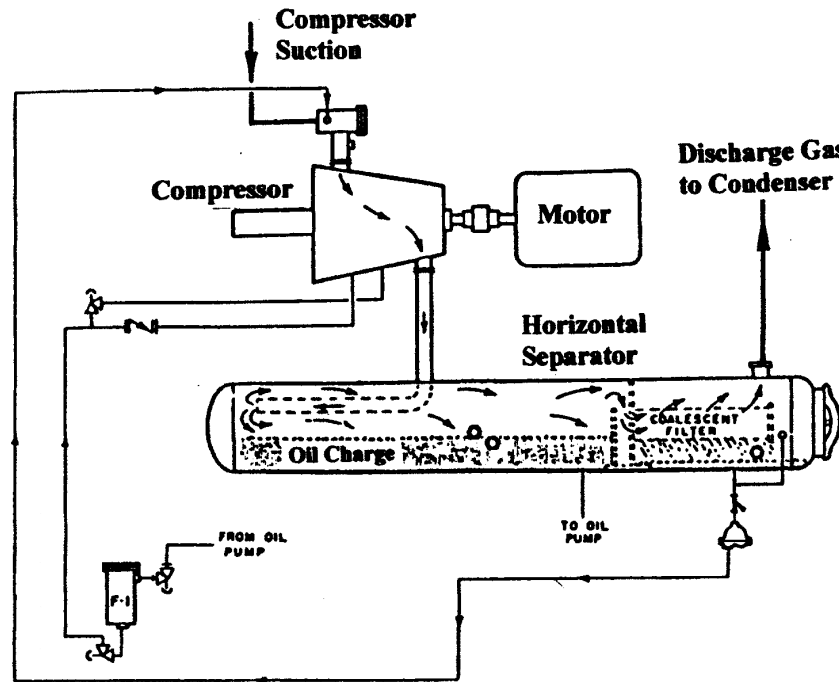 Compressor
Suction
Discharge Gas
to Condenser
Compressor
Motor
Horizontal
Separator
COALESCENT
FILTER
Oil Charge
TO OIL
PUMP
FROM OIL
PUMP
F-1